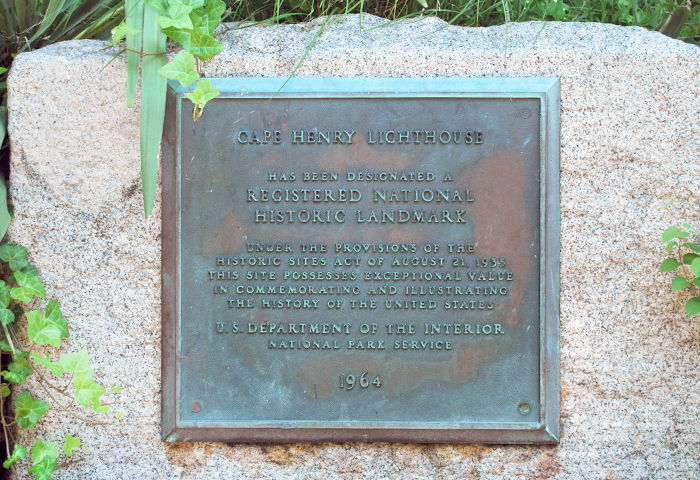 CAPE HENRY LIGHTHOUSE
HAS BEEN DESIGNATED A
REGISTERED NATIONAL
HISTORIC LANDMARK
UNDER THE PROVISIONS OF THE
HISTORIC SITES ACT OF AUGUST 21, 1935
THIS SITE POSSESSES EXCEPTIONAL VALUE
IN COMMEMORATING AND ILLUSTRATING
THE HISTORY OF THE UNITED STATES
U.S. DEPARTMENT OF THE INTERIOR
NATIONAL PARK SERVICE
1964